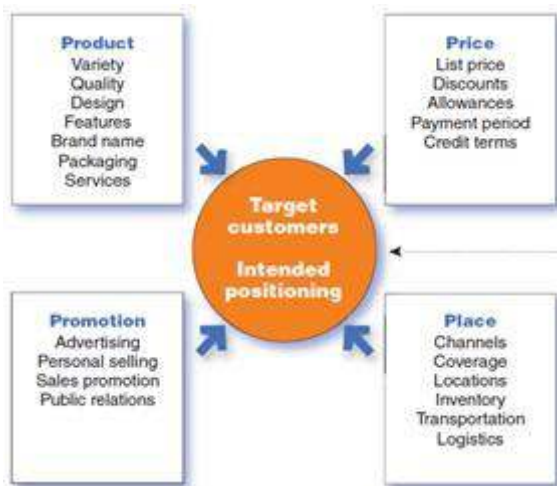 Product
Variety
Quality
Design
Features
Brand name
Packaging
Services
Price
List price
Discounts
Allowances
Payment period
Credit terms
Target
customers
Intended
positioning
Promotion
Advertising
Personal selling
Sales promotion
Public relations
Place
Channels
Coverage
Locations
Inventory
Transportation
Logistics